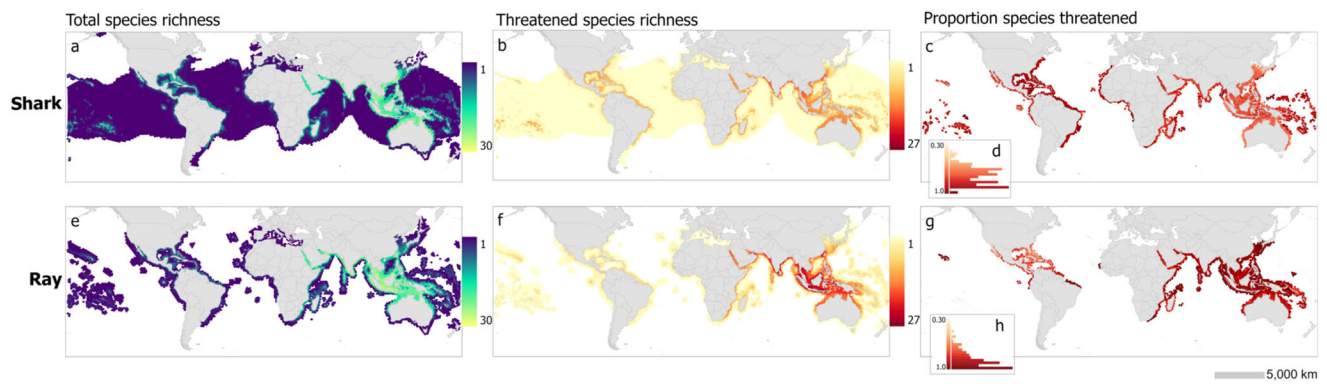 Total species richness
Threatened species richness
Proportion species threatened
Shark
a
1
30
b
1
27
c
0.30
1.0
d
Ray
e
1
30
f
1
27
g
0.30
1.0
h
5,000 km